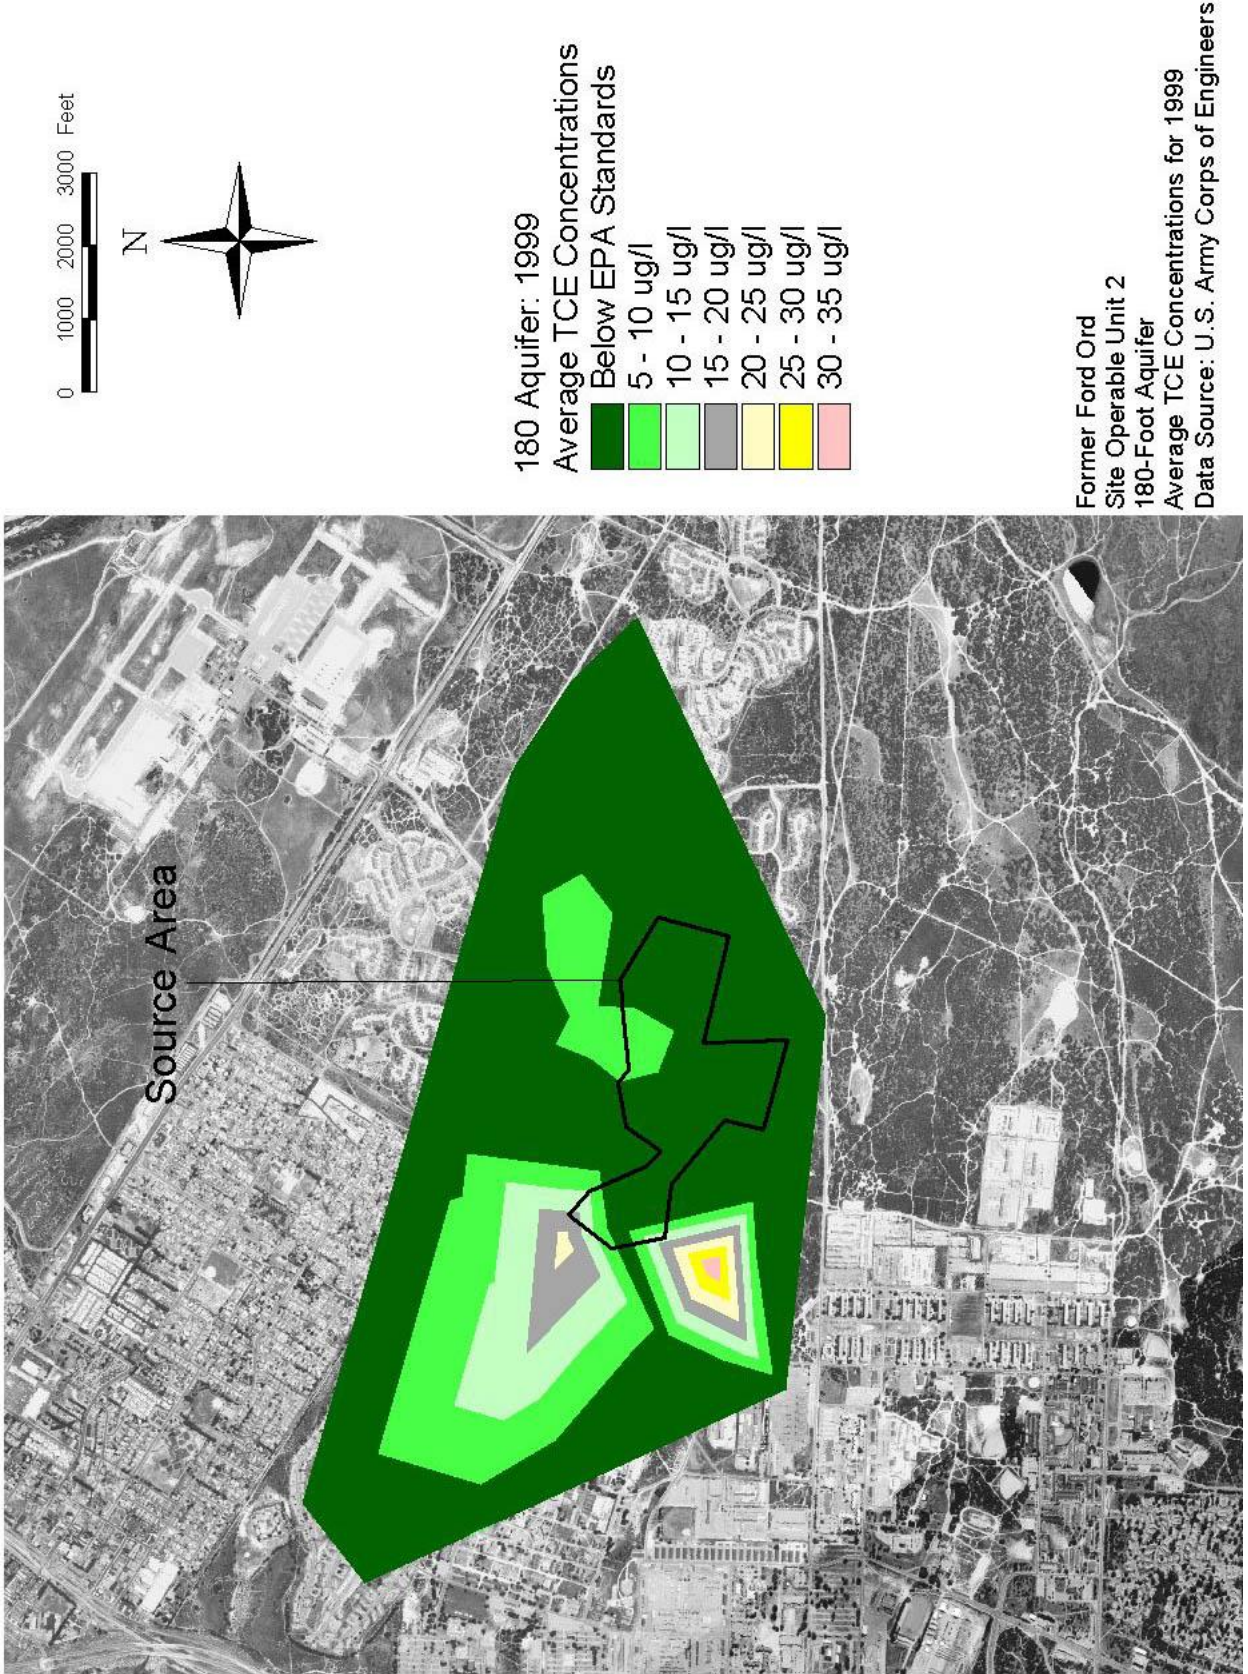 0 1000 2000 3000 Feet
N
180 Aquifer: 1999
Average TCE Concentrations
Below EPA Standards
5 - 10 ug/l
10 - 15 ug/l
15 - 20 ug/l
20 - 25 ug/l
25 - 30 ug/l
30 - 35 ug/l
Source Area
Former Ford Ord
Site Operable Unit 2
180-Foot Aquifer
Average TCE Concentrations for 1999
Data Source: U.S. Army Corps of Engineers